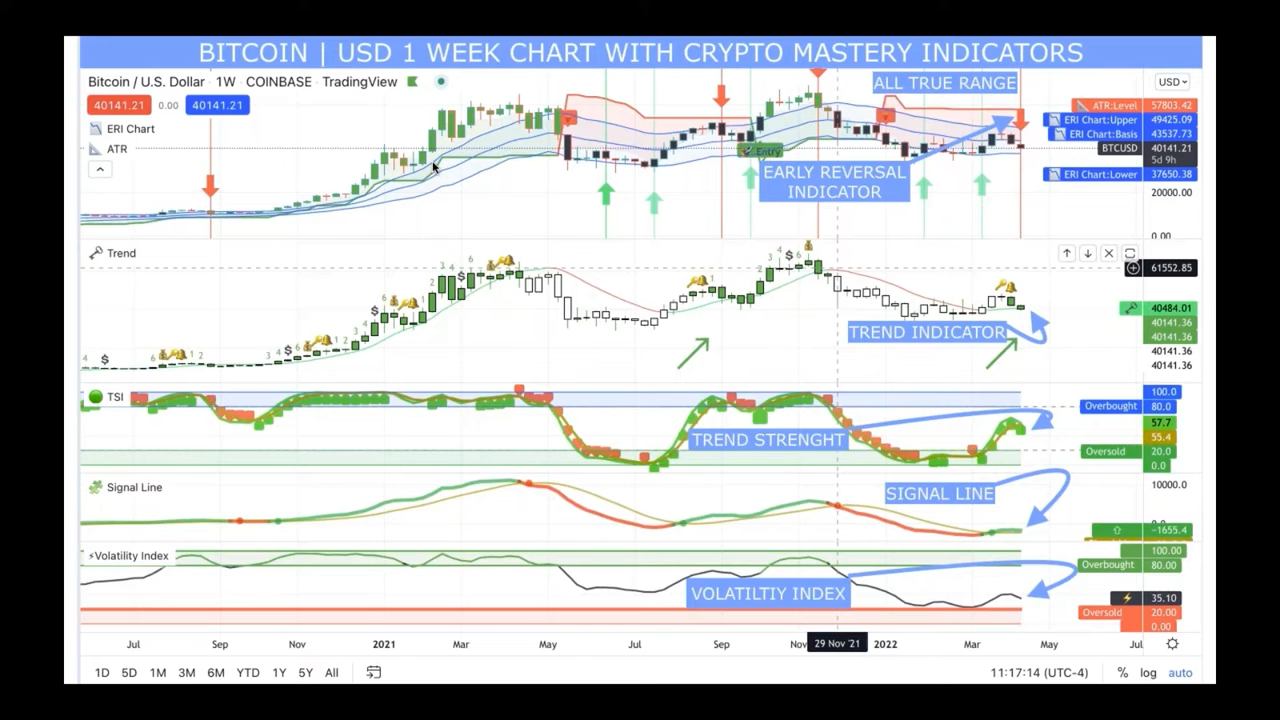 BITCOIN | USD 1 WEEK CHART WITH CRYPTO MASTERY INDICATORS
Bitcoin / U.S. Dollar · 1W · COINBASE · TradingView
ALL TRUE RANGE
USD
40141.21 0.00 40141.21
ATR:Level 57803.42
ERI Chart
ERI Chart:Upper 49425.09
ERI Chart:Basis 43537.73
ATR
BTCUSD 40141.21
5d 9h
Entry
EARLY REVERSAL
INDICATOR
ERI Chart:Lower 37650.38
20000.00
0.00
Trend
61552.85
40484.01
40141.36
TREND INDICATOR
40141.36
40141.36
40141.36
TSI
100.0
Overbought 80.0
57.7
TREND STRENGHT
55.4
Oversold 20.0
0.0
Signal Line
SIGNAL LINE
10000.0
−1655.4
Volatility Index
100.00
Overbought 80.00
VOLATILTIY INDEX
35.10
Oversold 20.00
0.00
Jul Sep Nov 2021 Mar May Jul Sep Nov 29 Nov '21 2022 Mar May Jul
1D 5D 1M 3M 6M YTD 1Y 5Y All
11:17:14 (UTC-4) % log auto